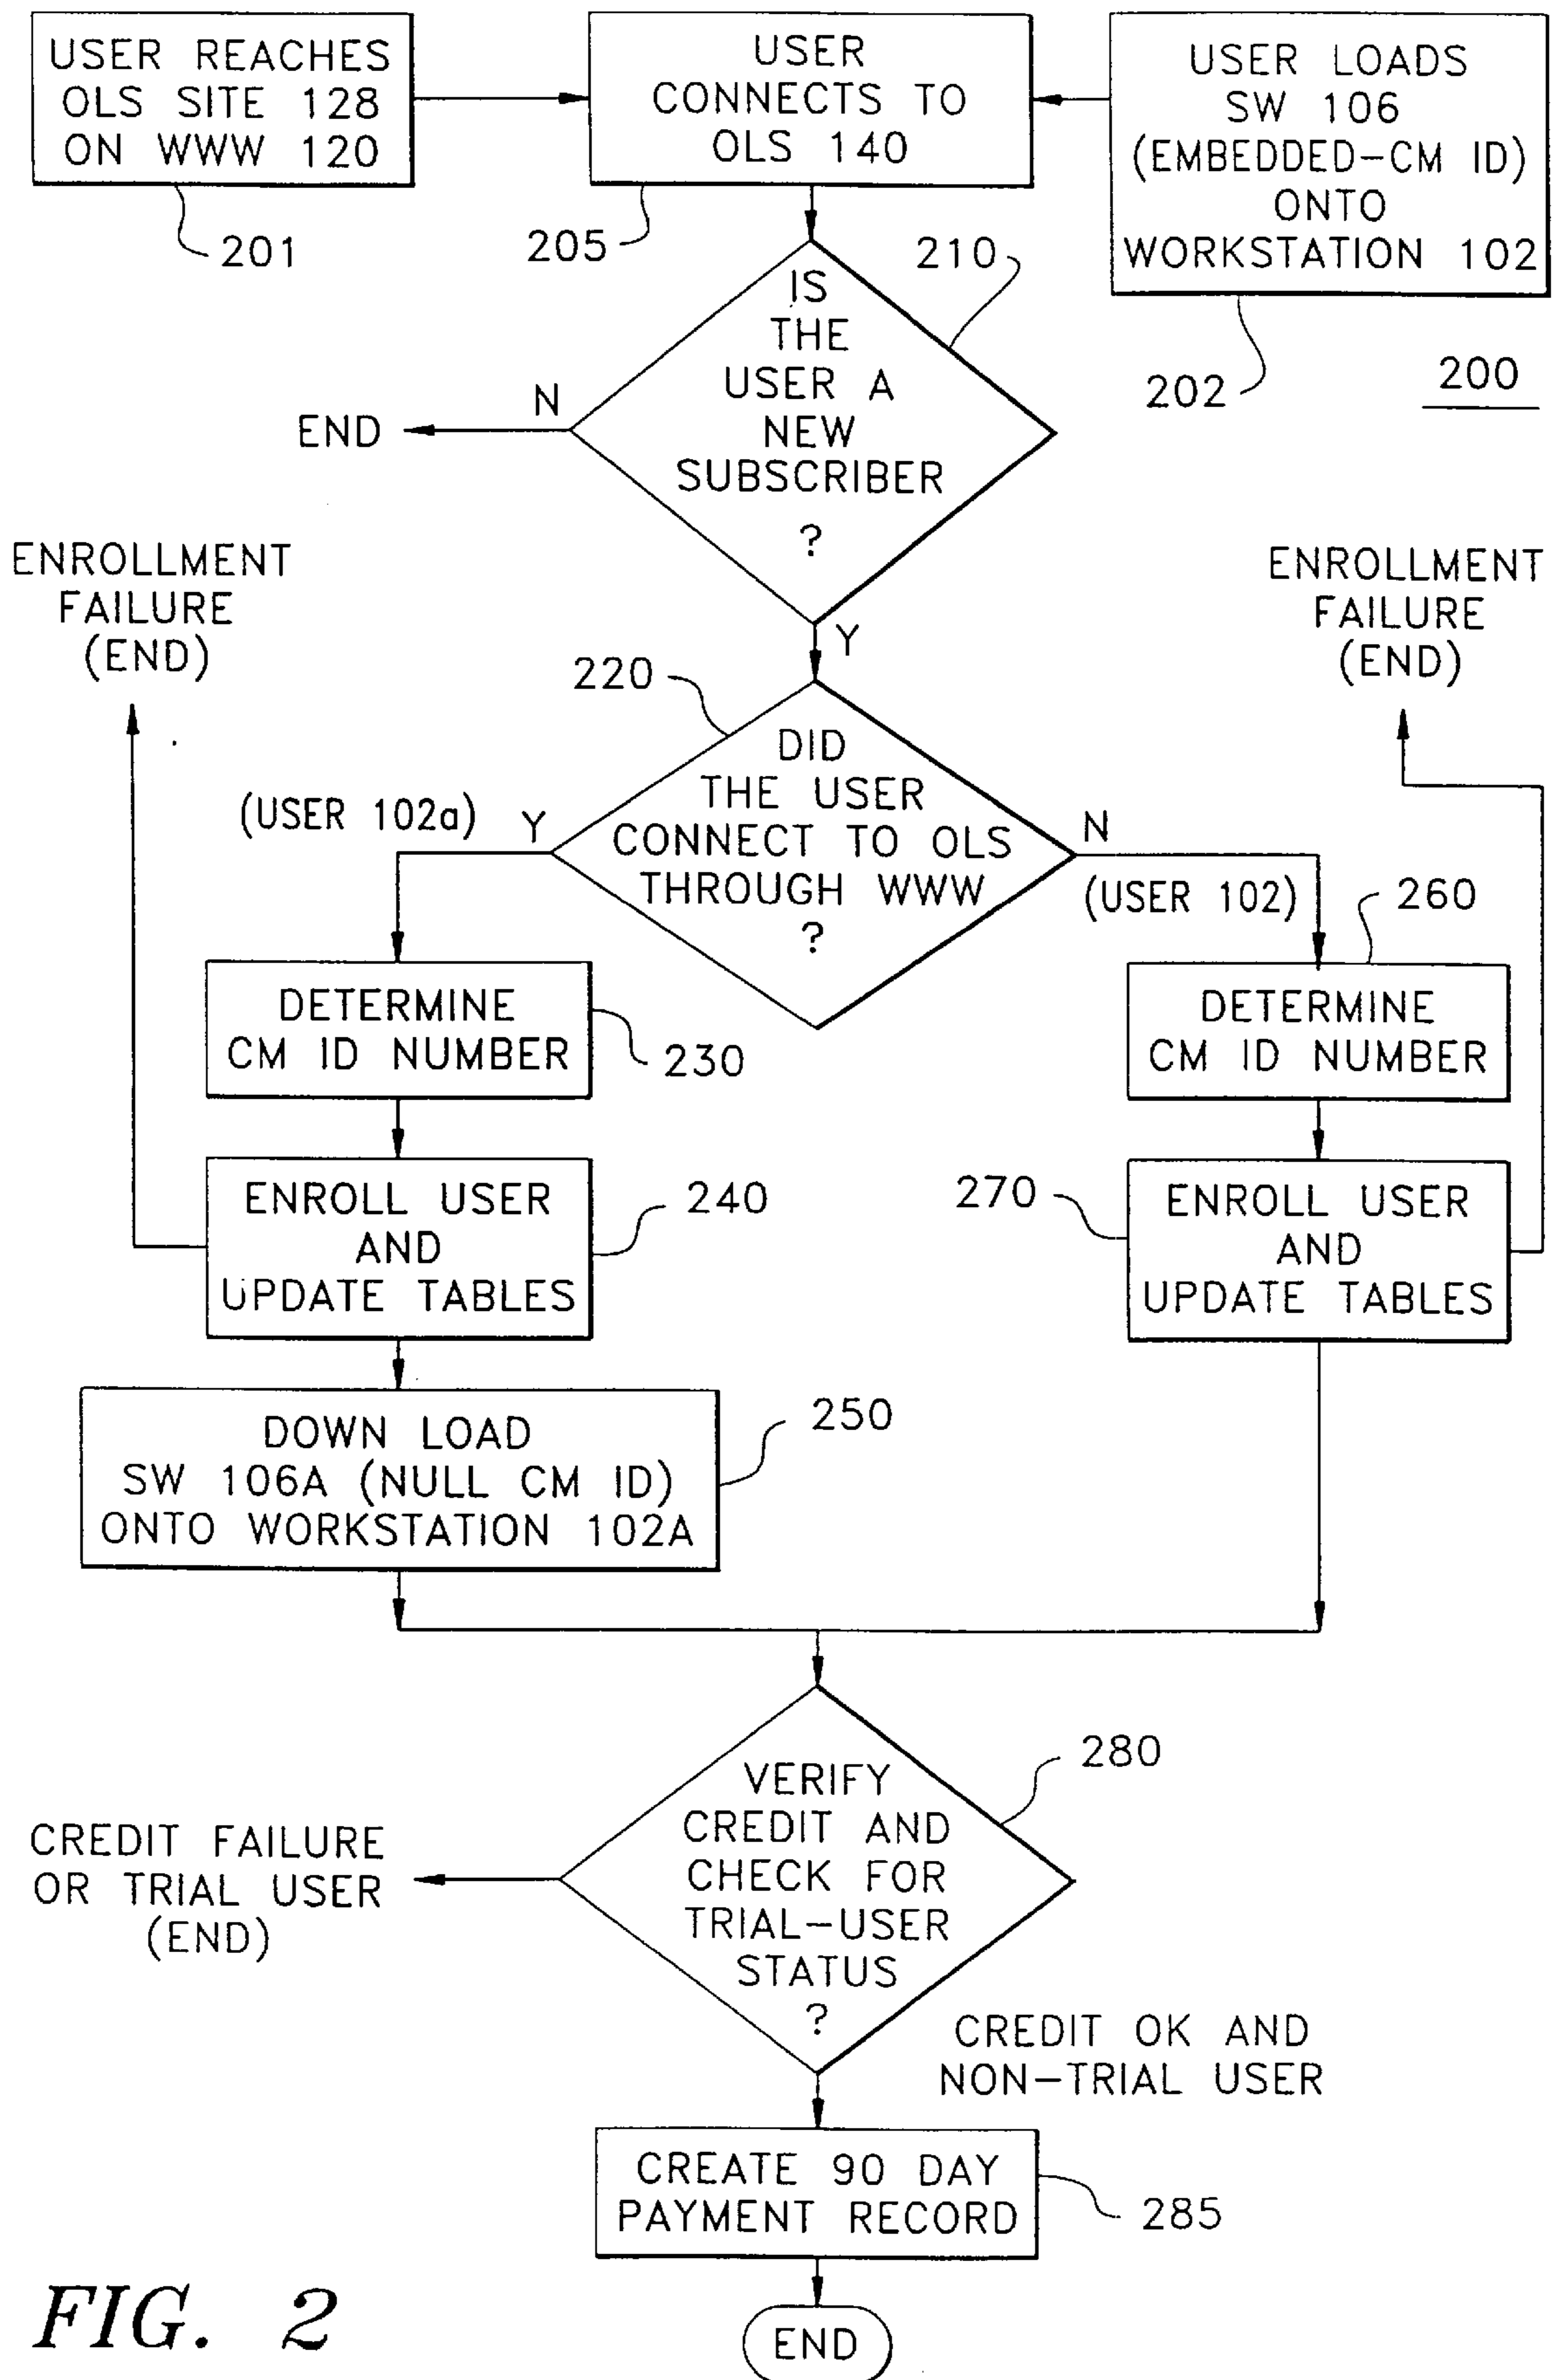 USER REACHES
OLS SITE 128
ON WWW 120
201
USER
CONNECTS TO
OLS 140
205
USER LOADS
SW 106
(EMBEDDED-CM ID)
ONTO
WORKSTATION 102
202
200
210
IS
THE
USER A
NEW
SUBSCRIBER
?
N
END
Y
ENROLLMENT
FAILURE
(END)
ENROLLMENT
FAILURE
(END)
220
DID
THE USER
CONNECT TO OLS
THROUGH WWW
?
(USER 102a)
Y
N
(USER 102)
260
DETERMINE
CM ID NUMBER
230
DETERMINE
CM ID NUMBER
ENROLL USER
AND
UPDATE TABLES
240
270
ENROLL USER
AND
UPDATE TABLES
DOWN LOAD
SW 106A (NULL CM ID)
ONTO WORKSTATION 102A
250
280
VERIFY
CREDIT AND
CHECK FOR
TRIAL-USER
STATUS
?
CREDIT FAILURE
OR TRIAL USER
(END)
CREDIT OK AND
NON-TRIAL USER
CREATE 90 DAY
PAYMENT RECORD
285
END
FIG. 2